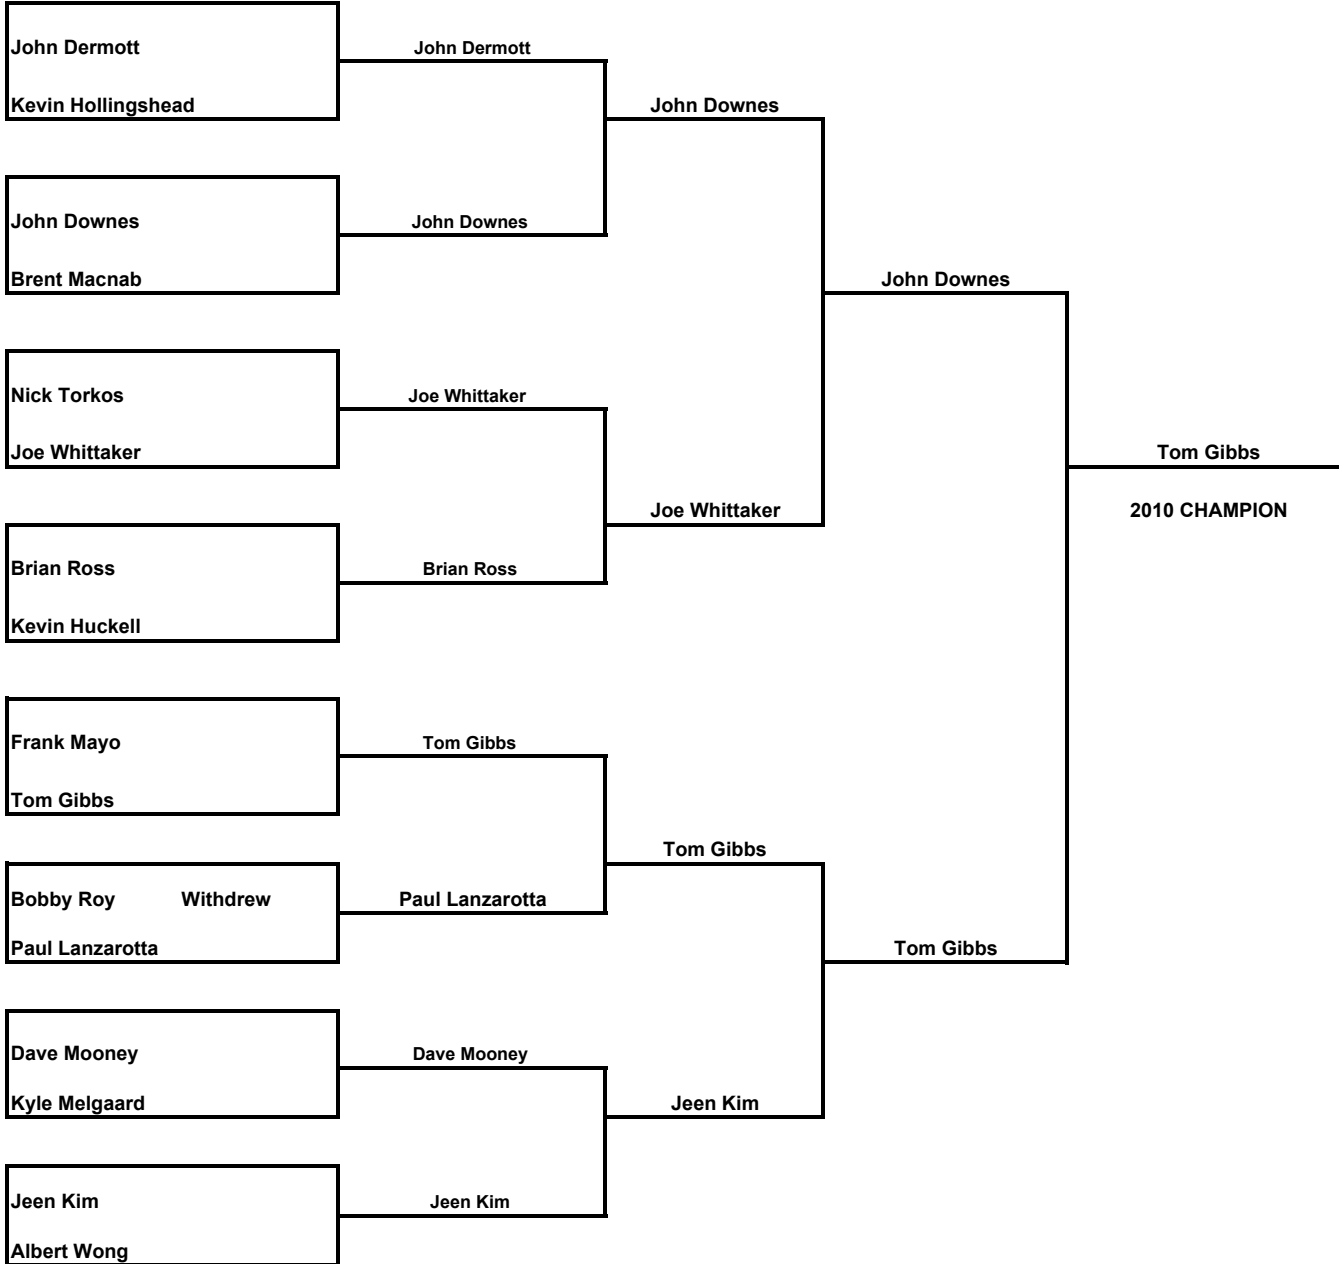 John Dermott
John Dermott
Kevin Hollingshead
John Downes
John Downes
John Downes
Brent Macnab
John Downes
Nick Torkos
Joe Whittaker
Joe Whittaker
Tom Gibbs
Joe Whittaker
2010 CHAMPION
Brian Ross
Brian Ross
Kevin Huckell
Frank Mayo
Tom Gibbs
Tom Gibbs
Tom Gibbs
Bobby Roy Withdrew
Paul Lanzarotta
Paul Lanzarotta
Tom Gibbs
Dave Mooney
Dave Mooney
Kyle Melgaard
Jeen Kim
Jeen Kim
Jeen Kim
Albert Wong